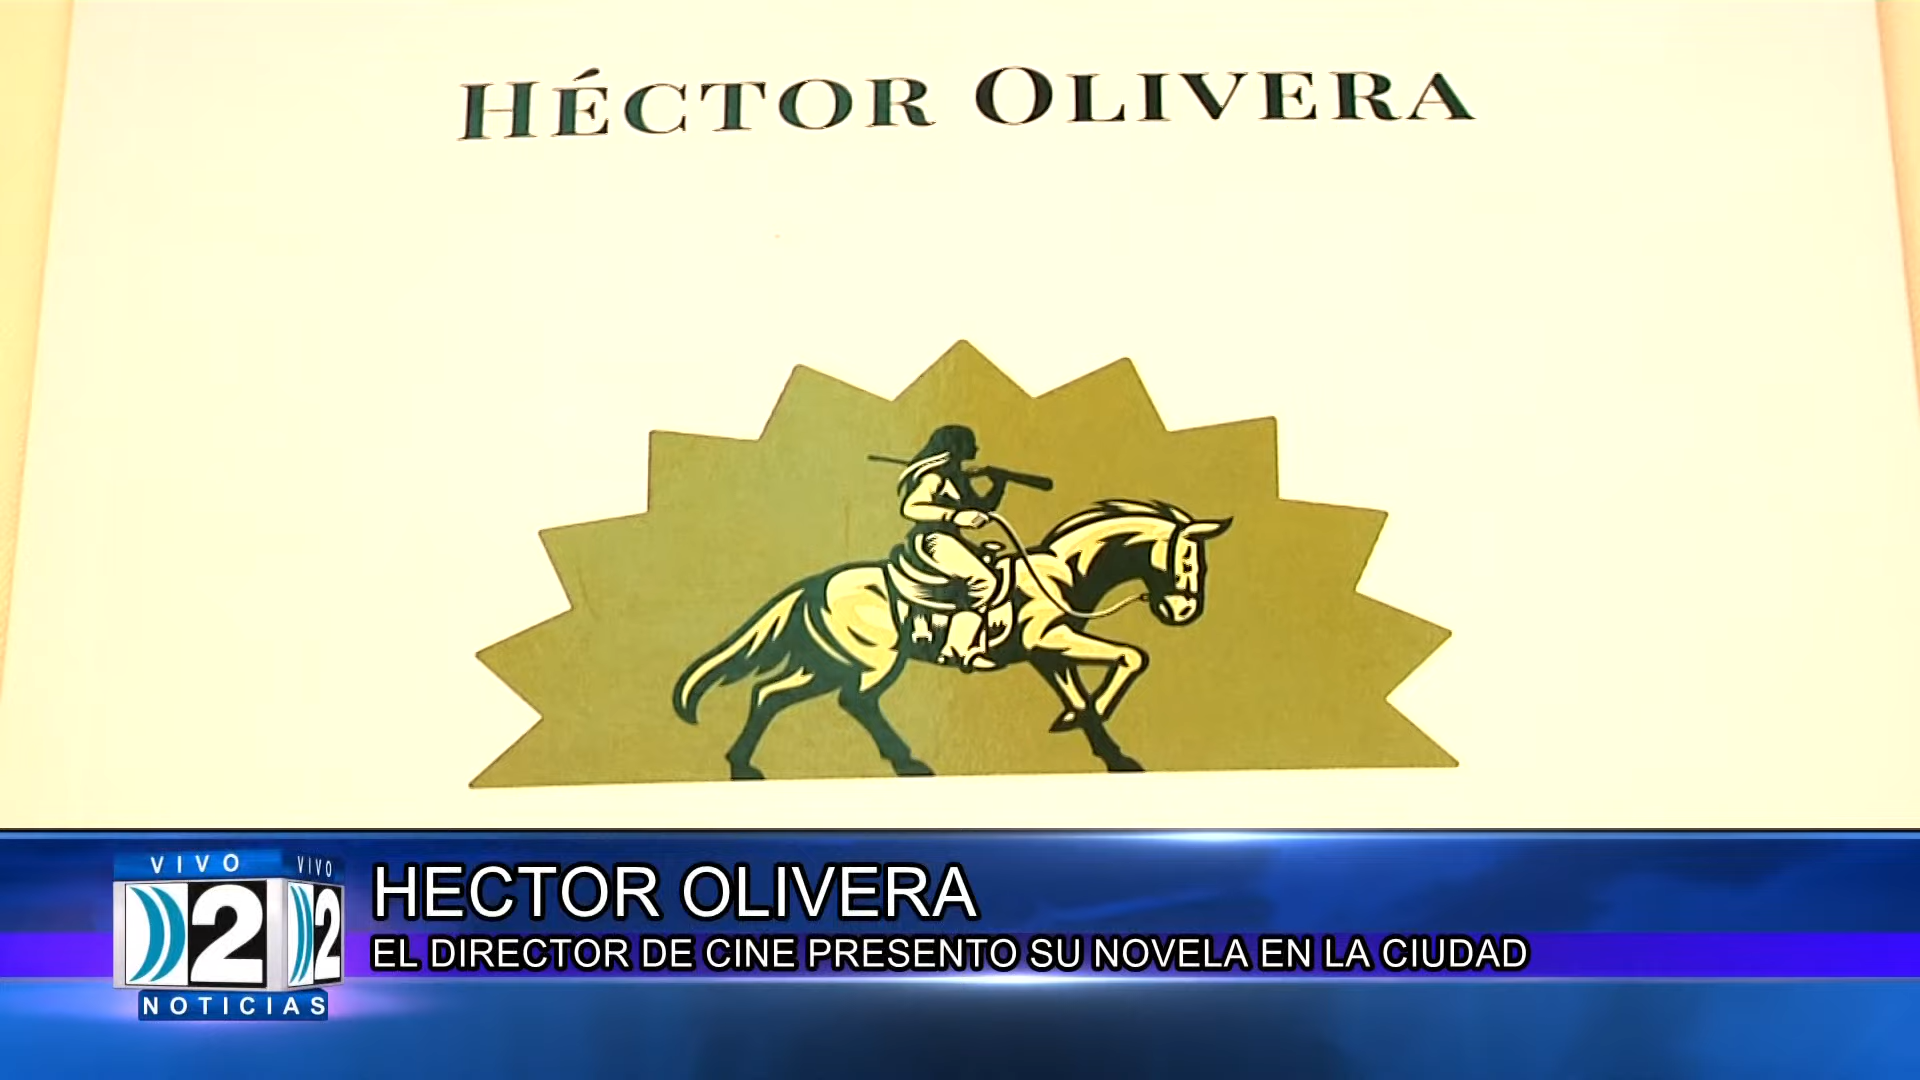 HÉCTOR OLIVERA
VIVO
VIVO
2
2
NOTICIAS
HECTOR OLIVERA
EL DIRECTOR DE CINE PRESENTO SU NOVELA EN LA CIUDAD